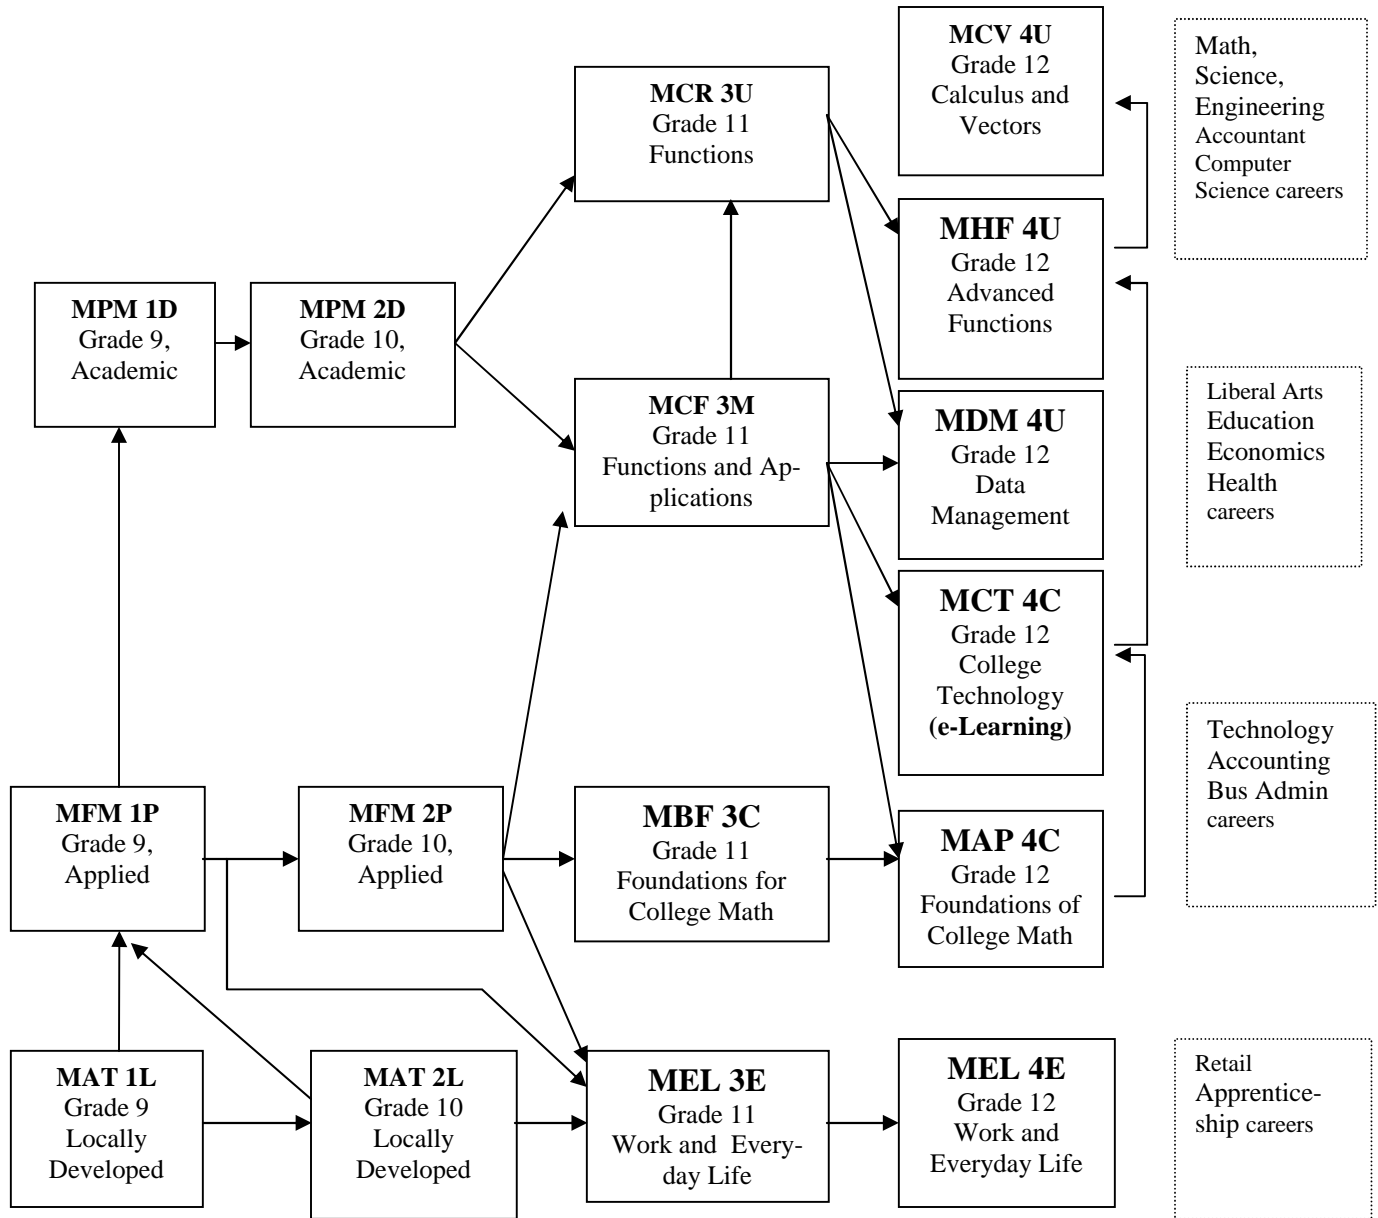 MCV 4U
Grade 12
Calculus and
Vectors
Math,
Science,
Engineering
Accountant
Computer
Science careers
MCR 3U
Grade 11
Functions
MHF 4U
Grade 12
Advanced
Functions
MPM 1D
Grade 9,
Academic
MPM 2D
Grade 10,
Academic
MCF 3M
Grade 11
Functions and Ap-
plications
MDM 4U
Grade 12
Data
Management
Liberal Arts
Education
Economics
Health
careers
MCT 4C
Grade 12
College
Technology
(e-Learning)
Technology
Accounting
Bus Admin
careers
MFM 1P
Grade 9,
Applied
MFM 2P
Grade 10,
Applied
MBF 3C
Grade 11
Foundations for
College Math
MAP 4C
Grade 12
Foundations of
College Math
MAT 1L
Grade 9
Locally
Developed
MAT 2L
Grade 10
Locally
Developed
MEL 3E
Grade 11
Work and Every-
day Life
MEL 4E
Grade 12
Work and
Everyday Life
Retail
Apprentice-
ship careers